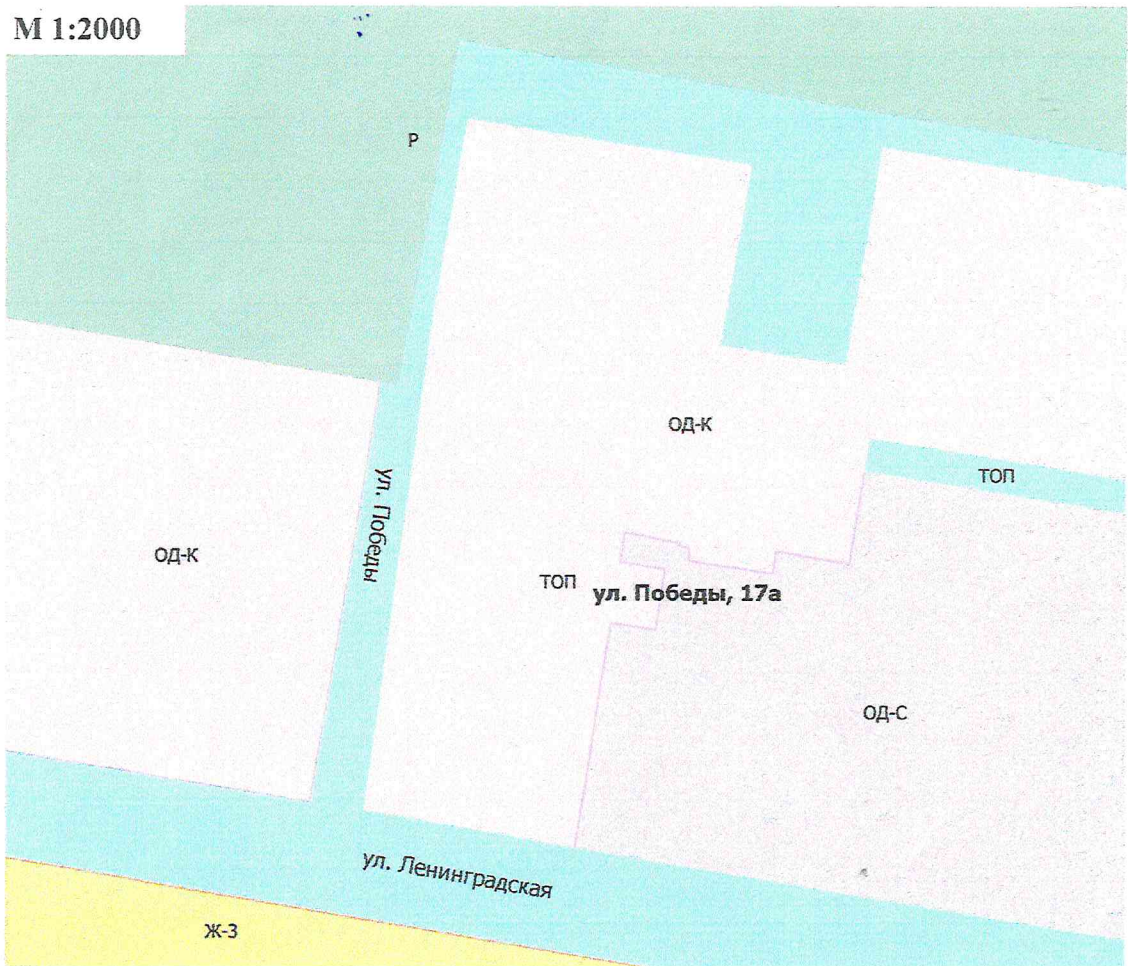 М 1:2000
Р
ОД-К
ТОП
ул. Победы
ОД-К
ТОП
ул. Победы, 17а
ОД-С
ул. Ленинградская
Ж-3